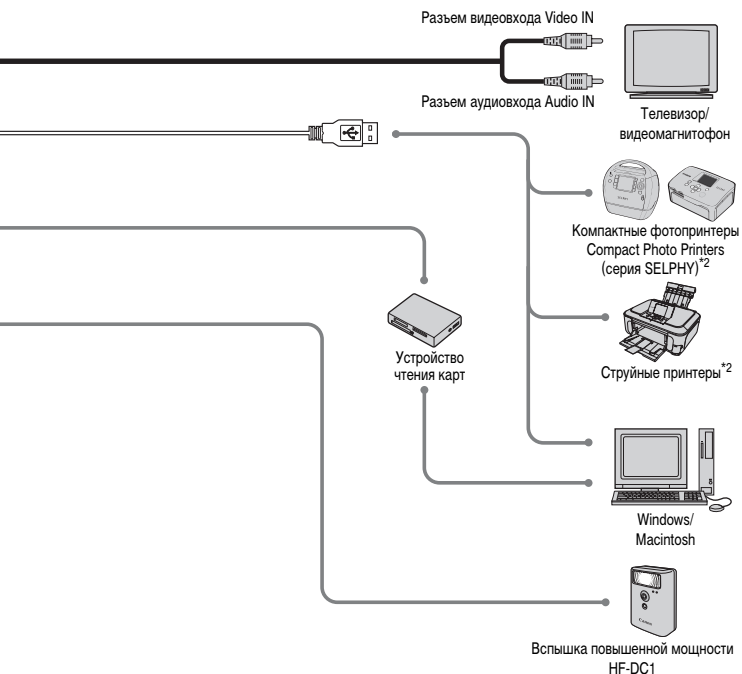 Разъем видеовхода Video IN
Разъем аудиовхода Audio IN
Телевизор/
видеомагнитофон
Компактные фотопринтеры
Compact Photo Printers
(серия SELPHY)*2
Устройство
чтения карт
Струйные принтеры*2
Windows/
Macintosh
Canon
Вспышка повышенной мощности
HF-DC1